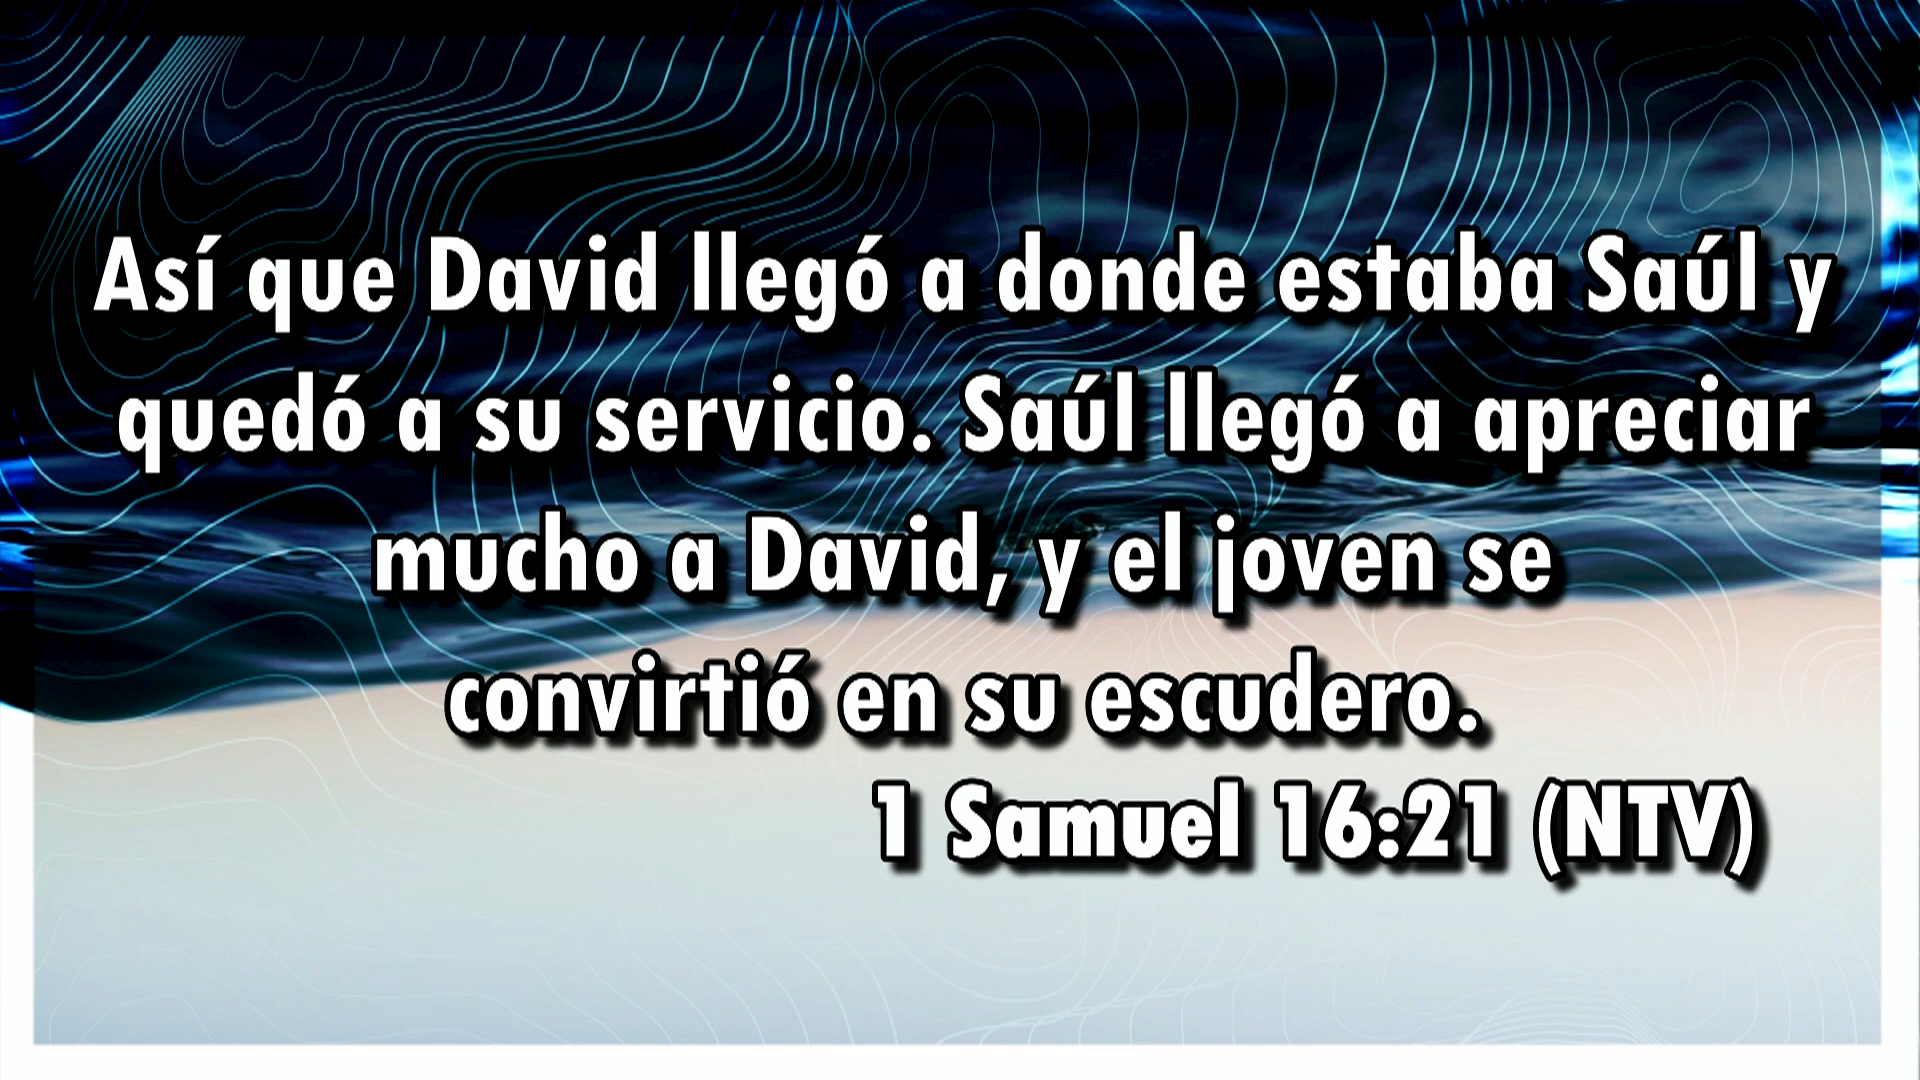 Así que David llegó a donde estaba Saúl y
quedó a su servicio. Saúl llegó a apreciar
mucho a David, y el joven se
convirtió en su escudero.
1 Samuel 16:21 (NTV)